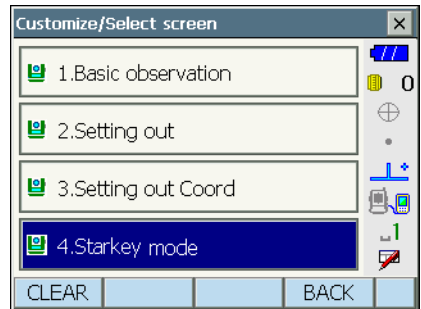 Customize/Select screen
1.Basic observation
0
2.Setting out
3.Setting out Coord
4.Starkey mode
1
CLEAR BACK